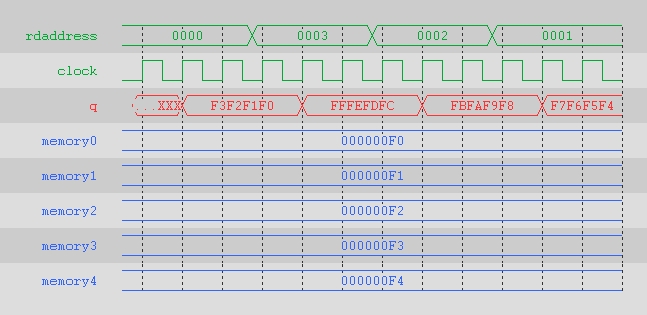 rdaddress 0000 0003 0002 0001
clock
q ...XXX F3F2F1F0 FFFEFDFC FBFAF9F8 F7F6F5F4
memory0 000000F0
memory1 000000F1
memory2 000000F2
memory3 000000F3
memory4 000000F4